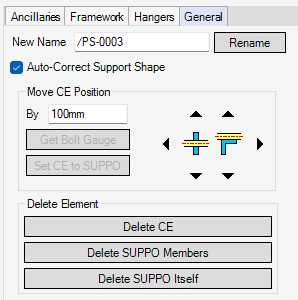 Ancillaries Framework Hangers General
New Name /PS-0003 Rename
Auto-Correct Support Shape
Move CE Position
By 100mm
Get Bolt Gauge
Set CE to SUPPO
Delete Element
Delete CE
Delete SUPPO Members
Delete SUPPO Itself